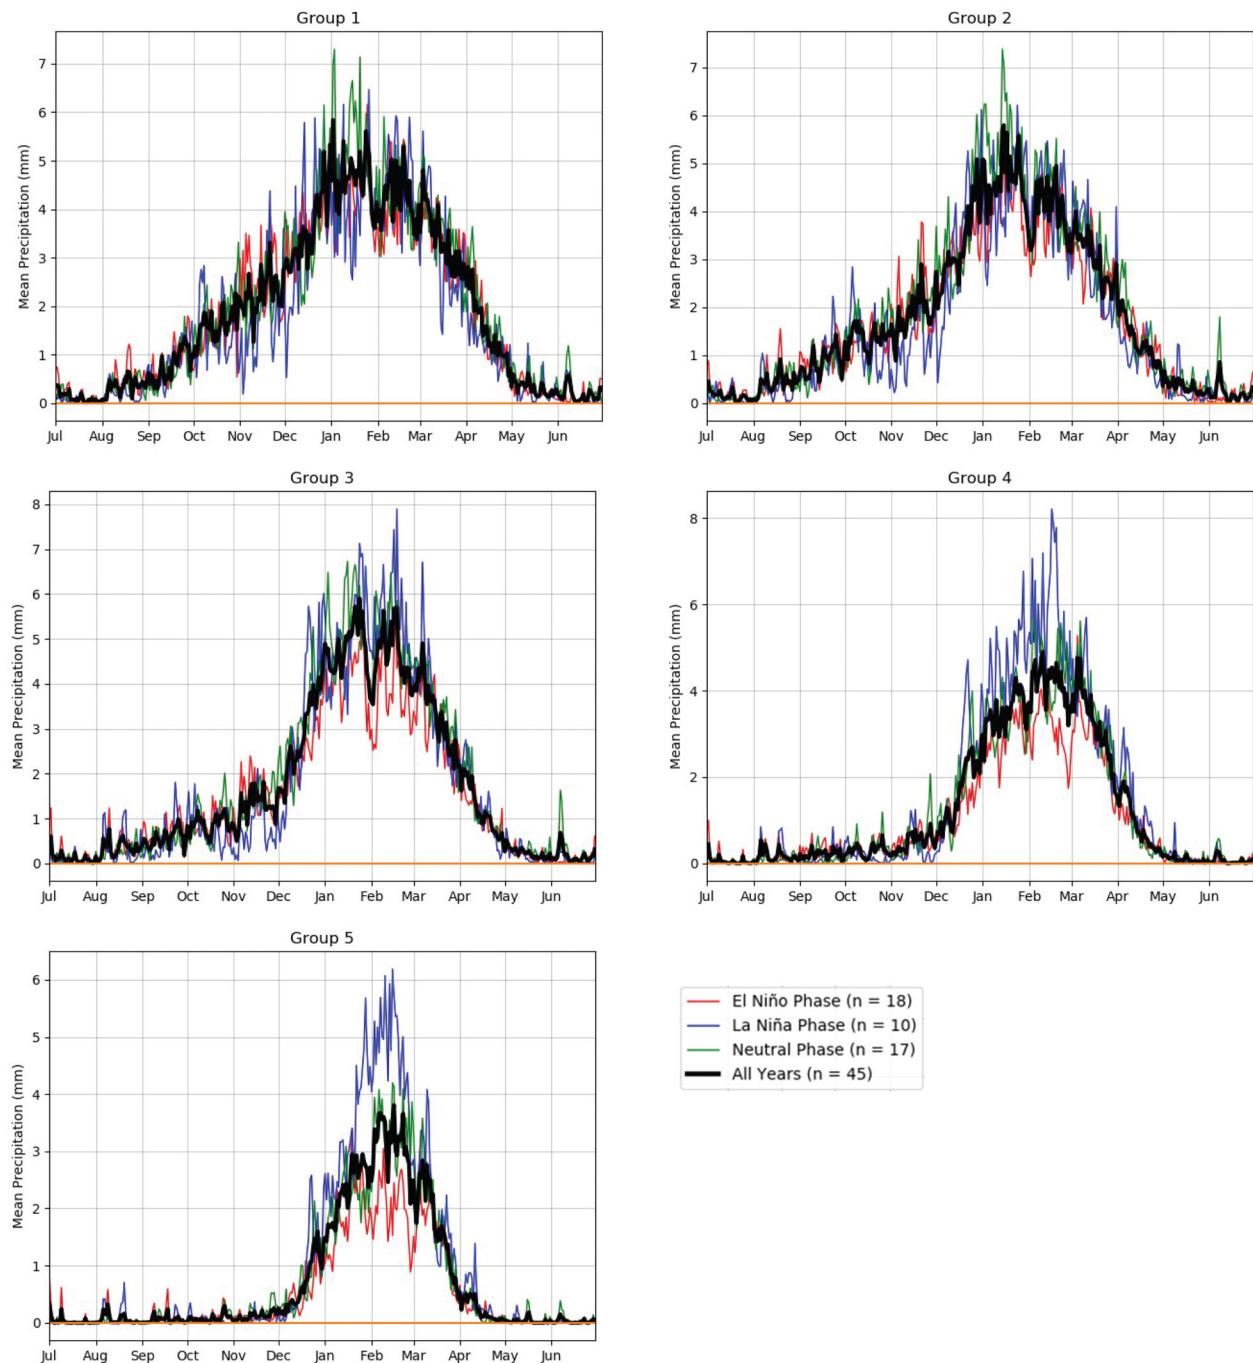 Group 1
Mean Precipitation (mm)
7
6
5
4
3
2
1
0
Jul Aug Sep Oct Nov Dec Jan Feb Mar Apr May Jun
Group 2
Mean Precipitation (mm)
7
6
5
4
3
2
1
0
Jul Aug Sep Oct Nov Dec Jan Feb Mar Apr May Jun
Group 3
Mean Precipitation (mm)
8
7
6
5
4
3
2
1
0
Jul Aug Sep Oct Nov Dec Jan Feb Mar Apr May Jun
Group 4
Mean Precipitation (mm)
8
6
4
2
0
Jul Aug Sep Oct Nov Dec Jan Feb Mar Apr May Jun
Group 5
Mean Precipitation (mm)
6
5
4
3
2
1
0
Jul Aug Sep Oct Nov Dec Jan Feb Mar Apr May Jun
El Niño Phase (n = 18)
La Niña Phase (n = 10)
Neutral Phase (n = 17)
All Years (n = 45)